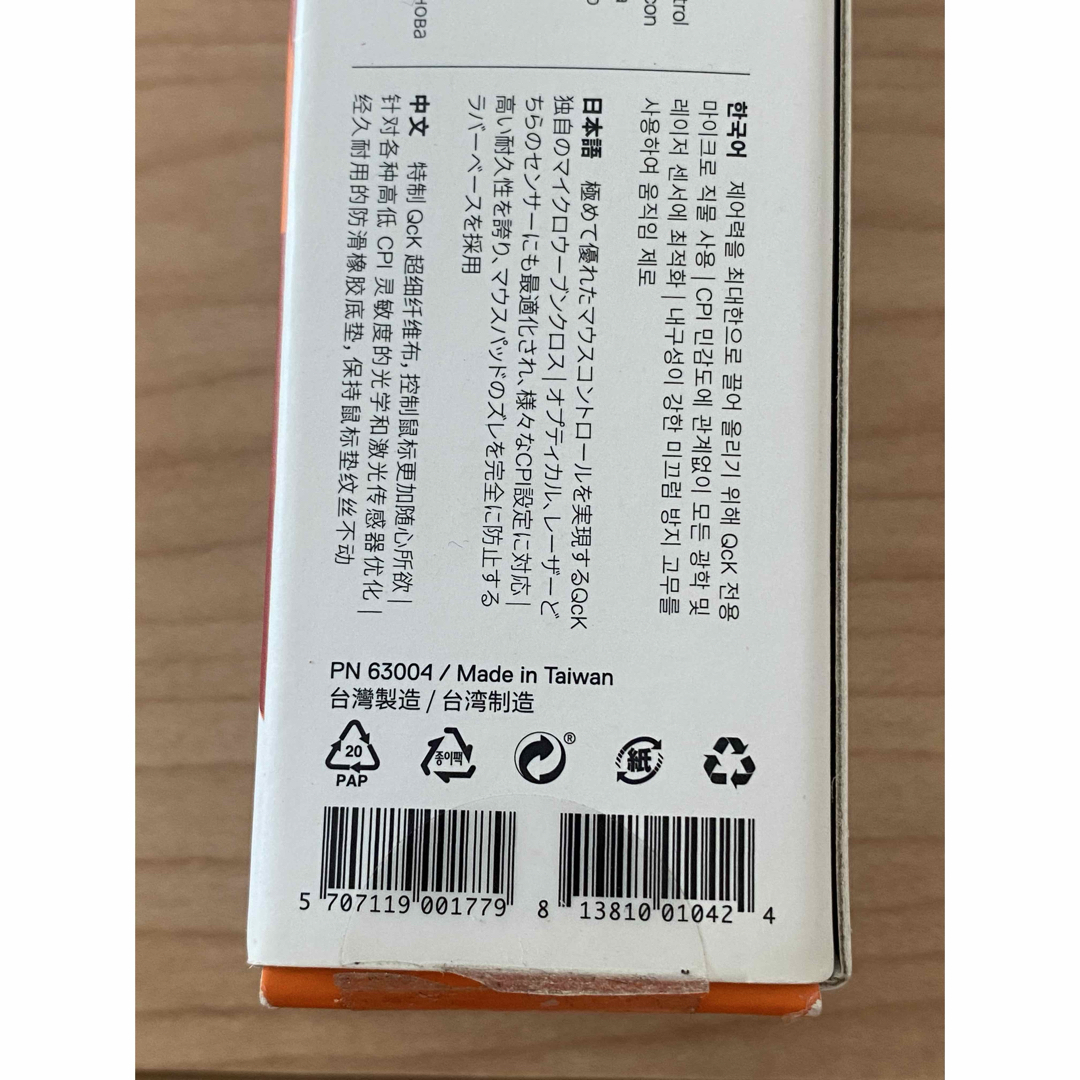 trol
con
нова
한국어 제어력을 최대한으로 끌어 올리기 위해 QcK 전용
마이크로 직물 사용 | CPI 민감도에 관계없이 모든 광학 및
레이저 센서에 최적화 | 내구성이 강한 미끄럼 방지 고무를
사용하여 움직임 제로
日本語 極めて優れたマウスコントロールを実現するQcK
独自のマイクロウーブンクロス | オプティカル、レーザーど
ちらのセンサーにも最適化され、様々なCPI設定に対応 |
高い耐久性を誇り、マウスパッドのズレを完全に防止する
ラバーベースを採用
中文 特制 QcK 超细纤维布，控制鼠标更加随心所欲 |
针对各种高低 CPI 灵敏度的光学和激光传感器优化 |
经久耐用的防滑橡胶底垫，保持鼠标垫纹丝不动
PN 63004 / Made in Taiwan
台灣製造 / 台湾制造
20
PAP
종이팩
®
紙
5 707119 001779
8 13810 01042 4